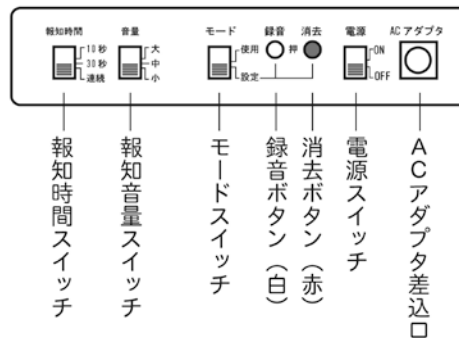 報知時間
音量
モード
録音
消去
電源
ACアダプタ
10秒
30秒
連続
大
中
小
使用
設定
押
ON
OFF
報知時間スイッチ
報知音量スイッチ
モードスイッチ
録音ボタン（白）
消去ボタン（赤）
電源スイッチ
ACアダプタ差込口